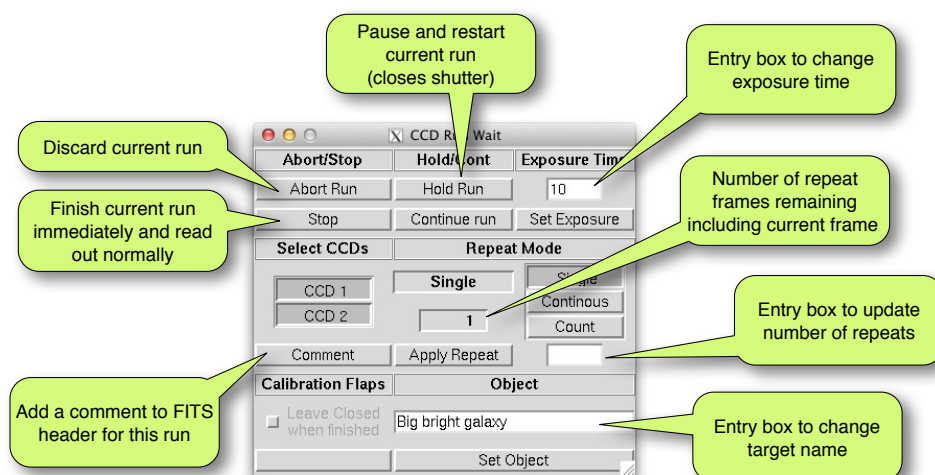 Pause and restart
current run
(closes shutter)
Entry box to change
exposure time
Discard current run
Finish current run
immediately and read
out normally
Number of repeat
frames remaining
including current frame
Entry box to update
number of repeats
Add a comment to FITS
header for this run
Entry box to change
target name
X CCD Run Wait
Abort/Stop
Hold/Cont
Exposure Time
Abort Run
Hold Run
10
Stop
Continue run
Set Exposure
Select CCDs
Repeat Mode
CCD 1
CCD 2
Single
1
Single
Continous
Count
Comment
Apply Repeat
Calibration Flaps
Object
Leave Closed
when finished
Big bright galaxy
Set Object